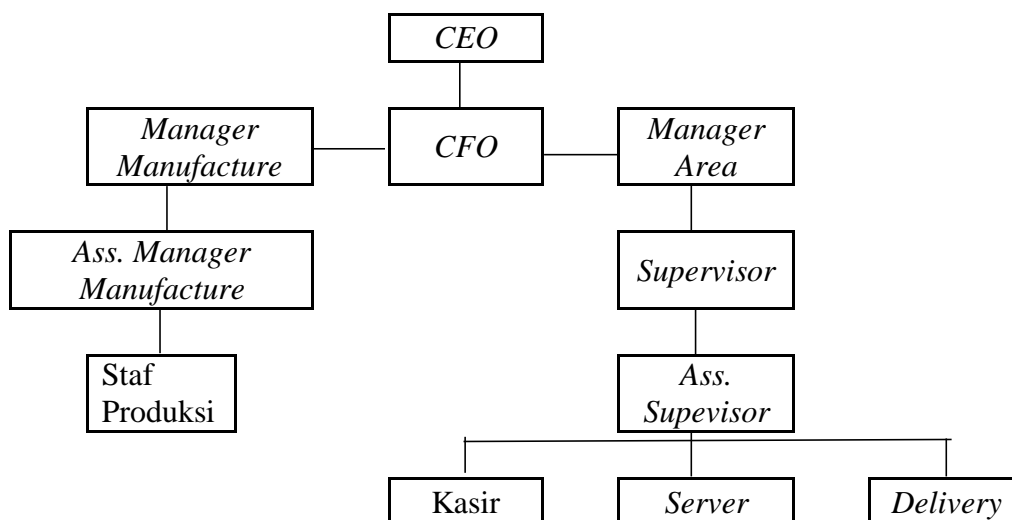 CEO
Manager
Manufacture
CFO
Manager
Area
Ass. Manager
Manufacture
Supervisor
Staf
Produksi
Ass.
Supevisor
Kasir
Server
Delivery